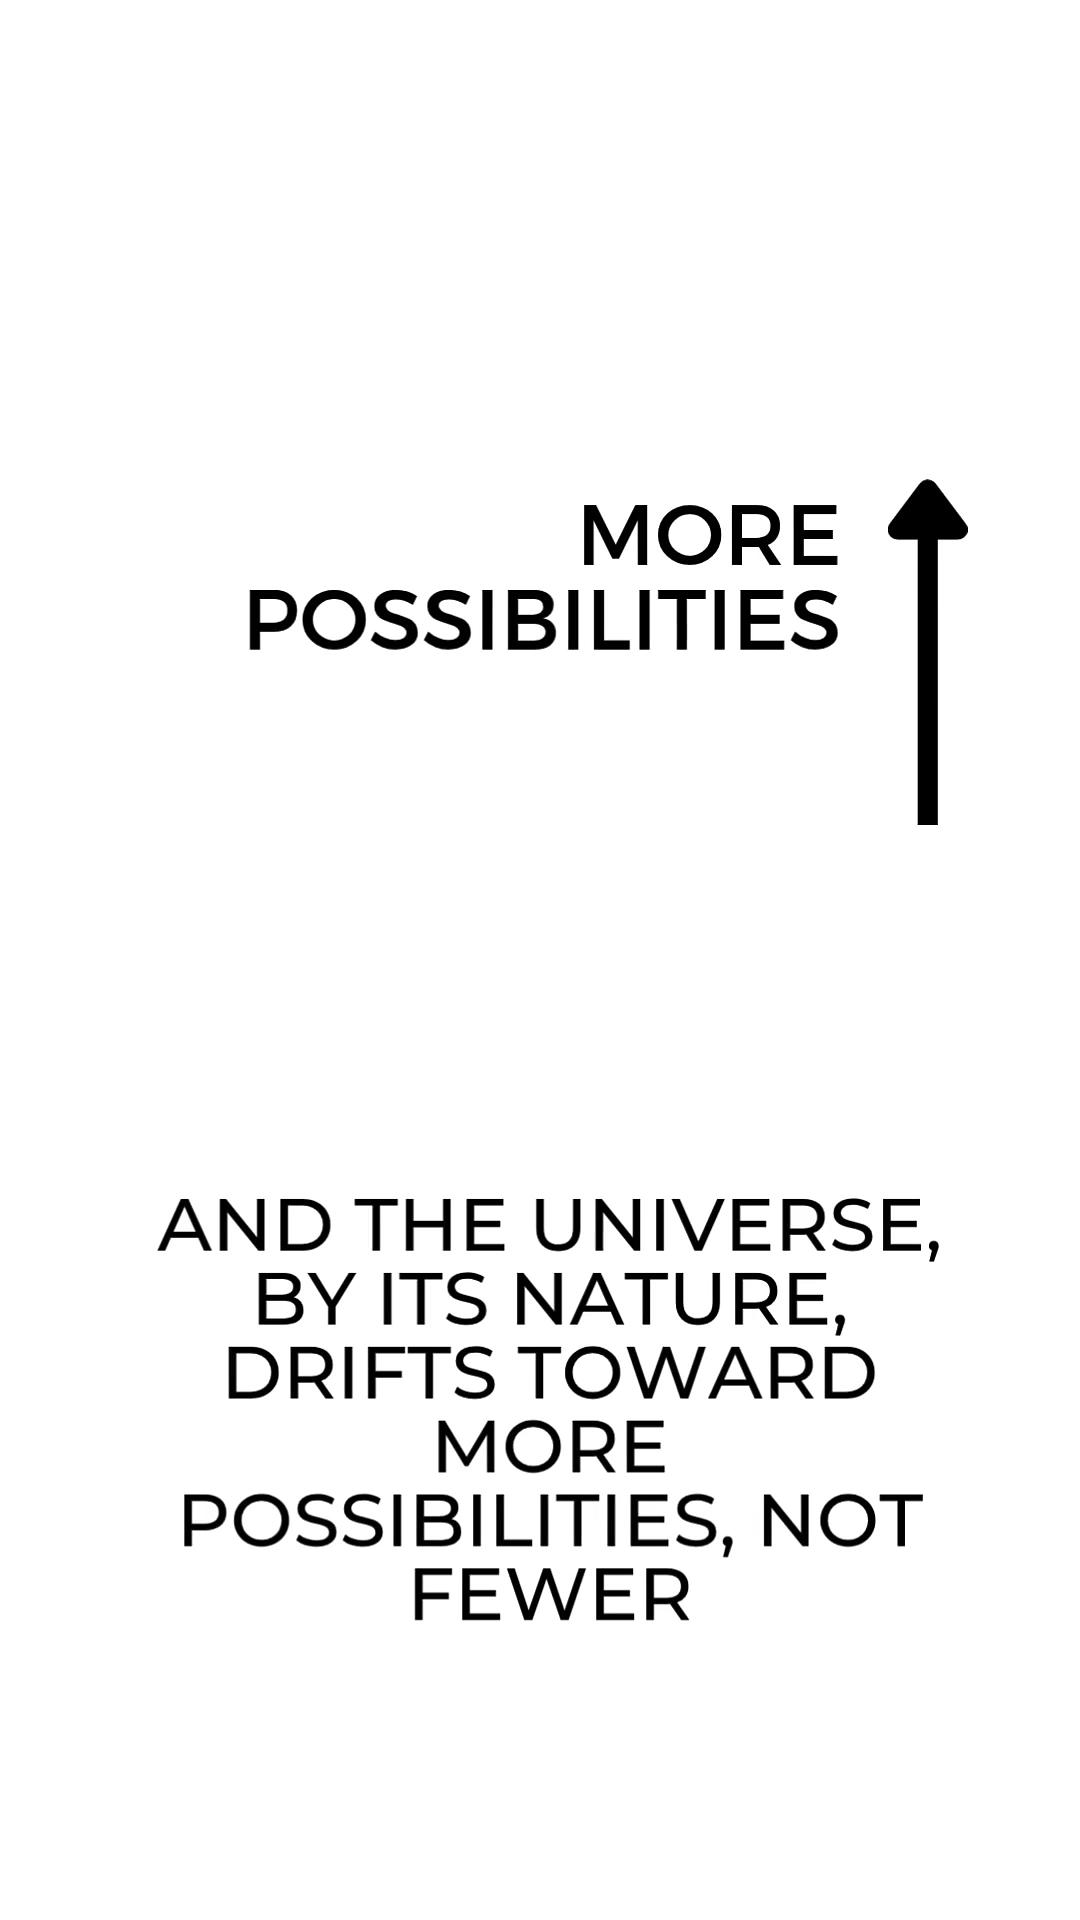 MORE
POSSIBILITIES
AND THE UNIVERSE,
BY ITS NATURE,
DRIFTS TOWARD
MORE
POSSIBILITIES, NOT
FEWER